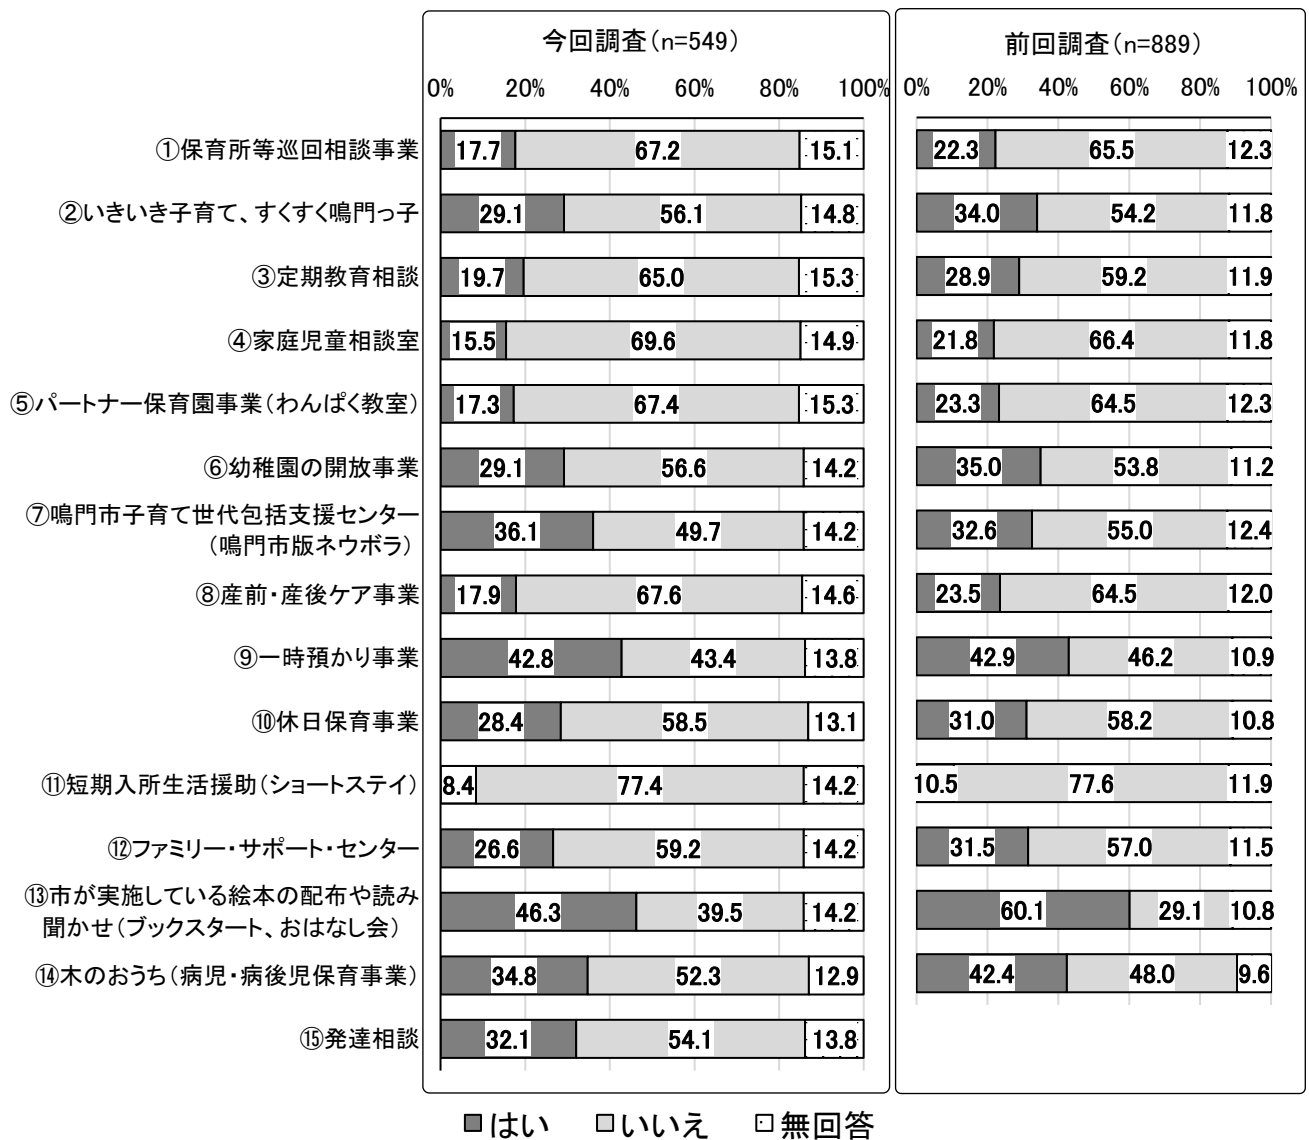 今回調査(n=549)
前回調査(n=889)
0% 20% 40% 60% 80% 100%
0% 20% 40% 60% 80% 100%
①保育所等巡回相談事業 17.7 67.2 15.1 22.3 65.5 12.3
②いきいき子育て、すくすく鳴門っ子 29.1 56.1 14.8 34.0 54.2 11.8
③定期教育相談 19.7 65.0 15.3 28.9 59.2 11.9
④家庭児童相談室 15.5 69.6 14.9 21.8 66.4 11.8
⑤パートナー保育園事業(わんぱく教室) 17.3 67.4 15.3 23.3 64.5 12.3
⑥幼稚園の開放事業 29.1 56.6 14.2 35.0 53.8 11.2
⑦鳴門市子育て世代包括支援センター
(鳴門市版ネウボラ) 36.1 49.7 14.2 32.6 55.0 12.4
⑧産前・産後ケア事業 17.9 67.6 14.6 23.5 64.5 12.0
⑨一時預かり事業 42.8 43.4 13.8 42.9 46.2 10.9
⑩休日保育事業 28.4 58.5 13.1 31.0 58.2 10.8
⑪短期入所生活援助(ショートステイ) 8.4 77.4 14.2 10.5 77.6 11.9
⑫ファミリー・サポート・センター 26.6 59.2 14.2 31.5 57.0 11.5
⑬市が実施している絵本の配布や読み
聞かせ(ブックスタート、おはなし会) 46.3 39.5 14.2 60.1 29.1 10.8
⑭木のおうち(病児・病後児保育事業) 34.8 52.3 12.9 42.4 48.0 9.6
⑮発達相談 32.1 54.1 13.8
はい いいえ 無回答